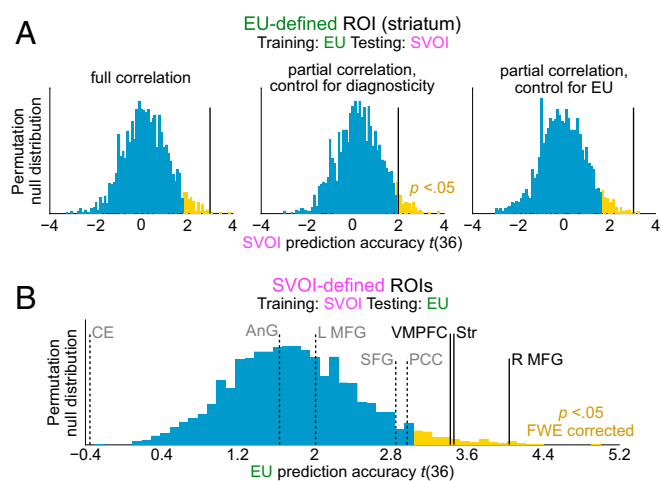 A
EU-defined ROI (striatum)
Training: EU Testing: SVOI
full correlation
partial correlation,
control for diagnosticity
partial correlation,
control for EU
Permutation
null distribution
p <.05
−4 −2 0 2 4
−4 −2 0 2 4
−4 −2 0 2 4
SVOI prediction accuracy t(36)
B
SVOI-defined ROIs
Training: SVOI Testing: EU
Permutation
null distribution
CE AnG L MFG VMPFC Str
SFG PCC R MFG
p <.05
FWE corrected
−0.4 0.4 1.2 2 2.8 3.6 4.4 5.2
EU prediction accuracy t(36)